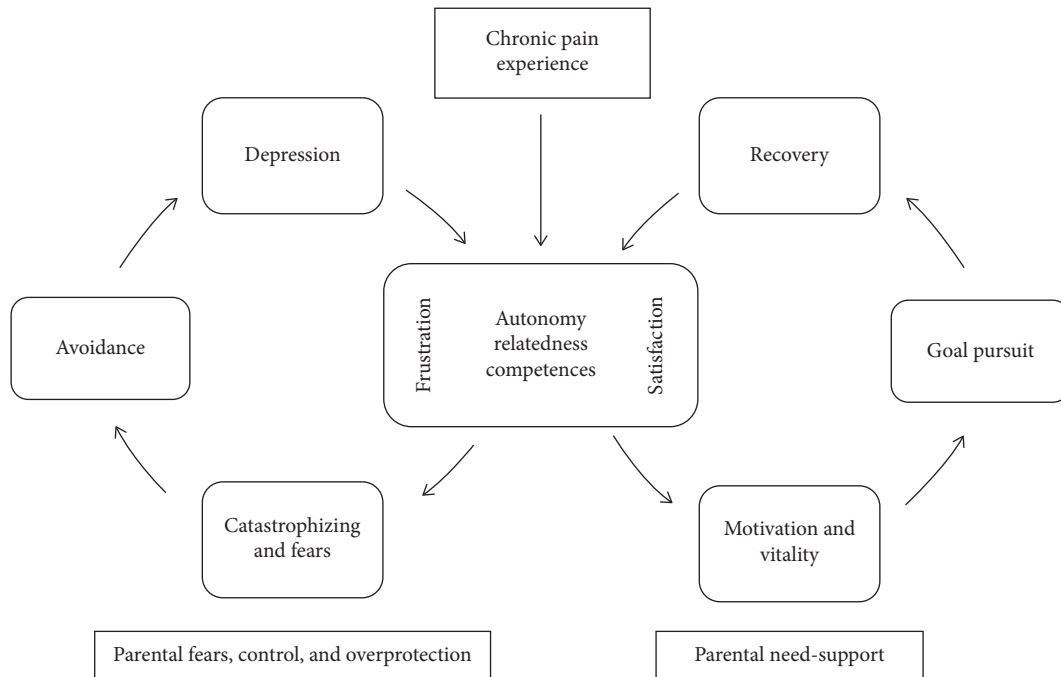 Chronic pain
experience
Depression
Recovery
Frustration
Autonomy
relatedness
competences
Satisfaction
Avoidance
Goal pursuit
Catastrophizing
and fears
Motivation and
vitality
Parental fears, control, and overprotection
Parental need-support